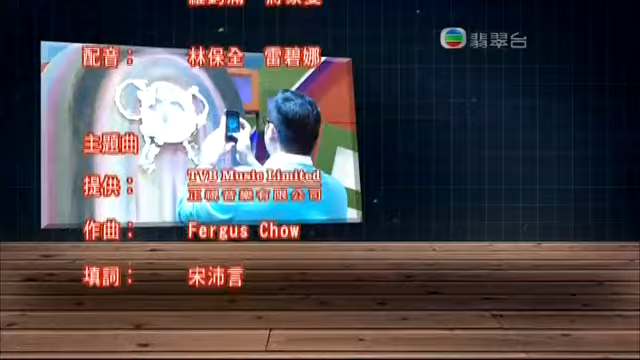 翡翠台
配音： 林保全 雷碧娜
主題曲
提供： TVB Music Limited
正視音樂有限公司
作曲： Fergus Chow
填詞： 宋沛言